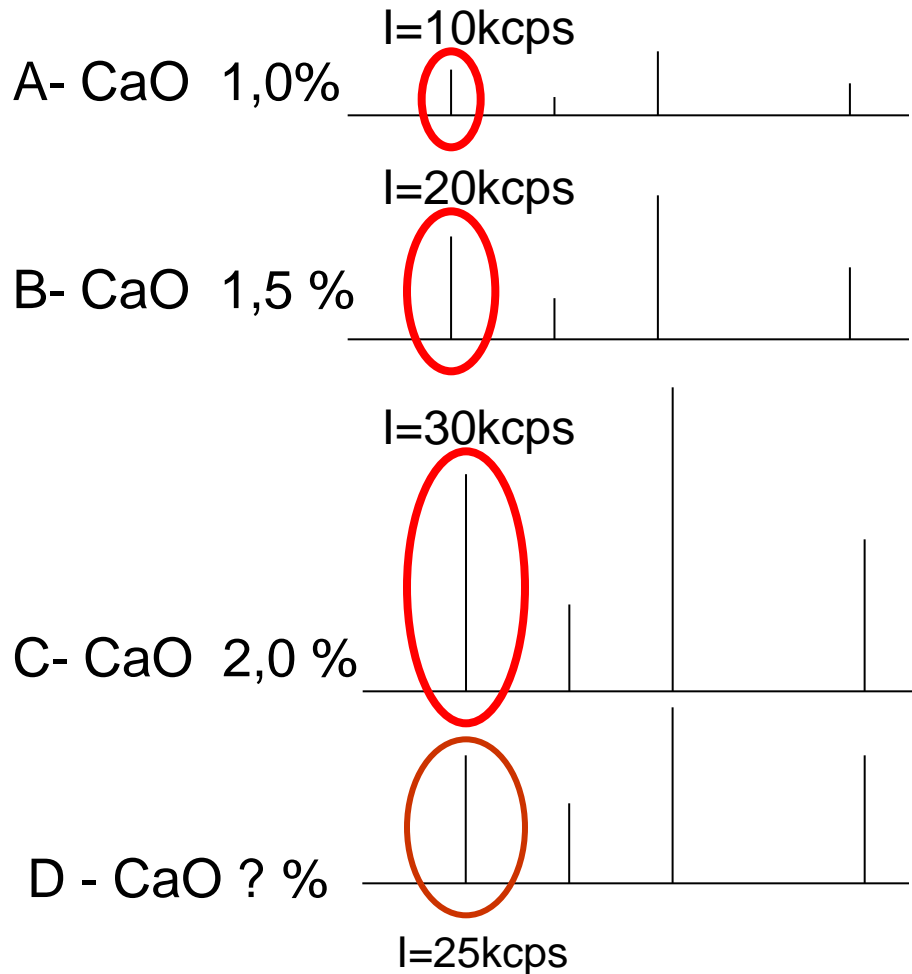 I=10kcps
A- CaO 1,0%
I=20kcps
B- CaO 1,5 %
I=30kcps
C- CaO 2,0 %
D - CaO ? %
I=25kcps